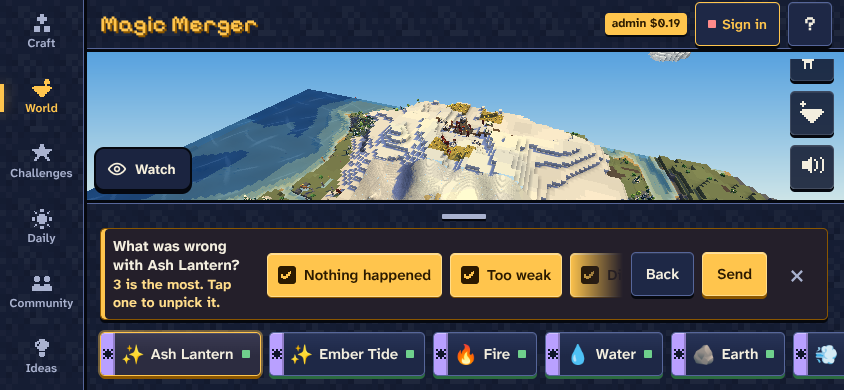 Magic Merger
admin $0.19
Sign in
?
Craft
World
Challenges
Daily
Community
Ideas
Watch
What was wrong
with Ash Lantern?
3 is the most. Tap
one to unpick it.
Nothing happened
Too weak
Back
Send
×
Ash Lantern
Ember Tide
Fire
Water
Earth